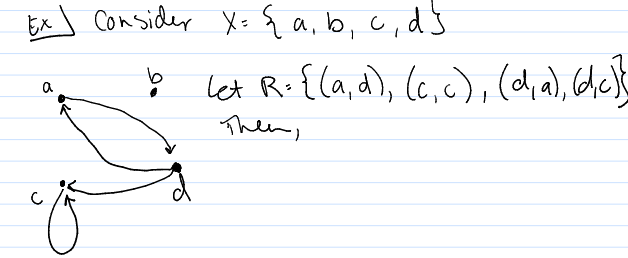 Ex) Consider X = { a, b, c, d }
Let R = {(a,d), (c,c), (d,a), (d,c)}
Then,
a
b
c
d